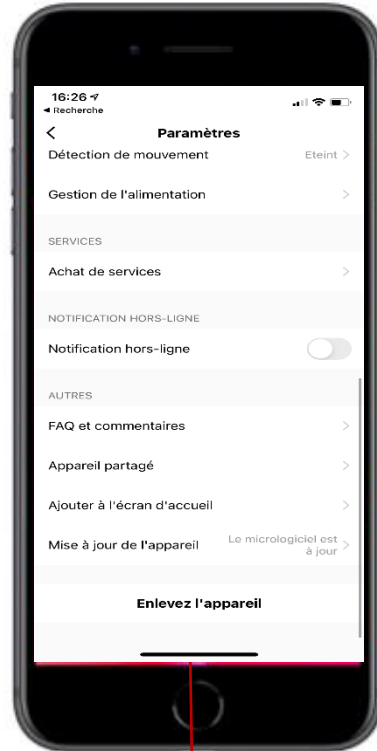 16:26
Recherche
Paramètres
Détection de mouvement Eteint
Gestion de l'alimentation
SERVICES
Achat de services
NOTIFICATION HORS-LIGNE
Notification hors-ligne
AUTRES
FAQ et commentaires
Appareil partagé
Ajouter à l'écran d'accueil
Mise à jour de l'appareil Le micrologiciel est
à jour
Enlevez l'appareil